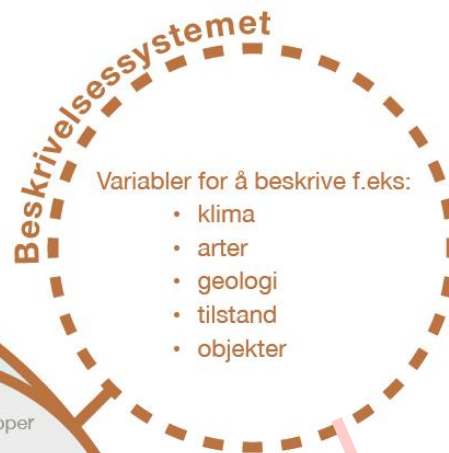 Beskrivelsessystemet
Variabler for å beskrive f.eks:
• klima
• arter
• geologi
• tilstand
• objekter